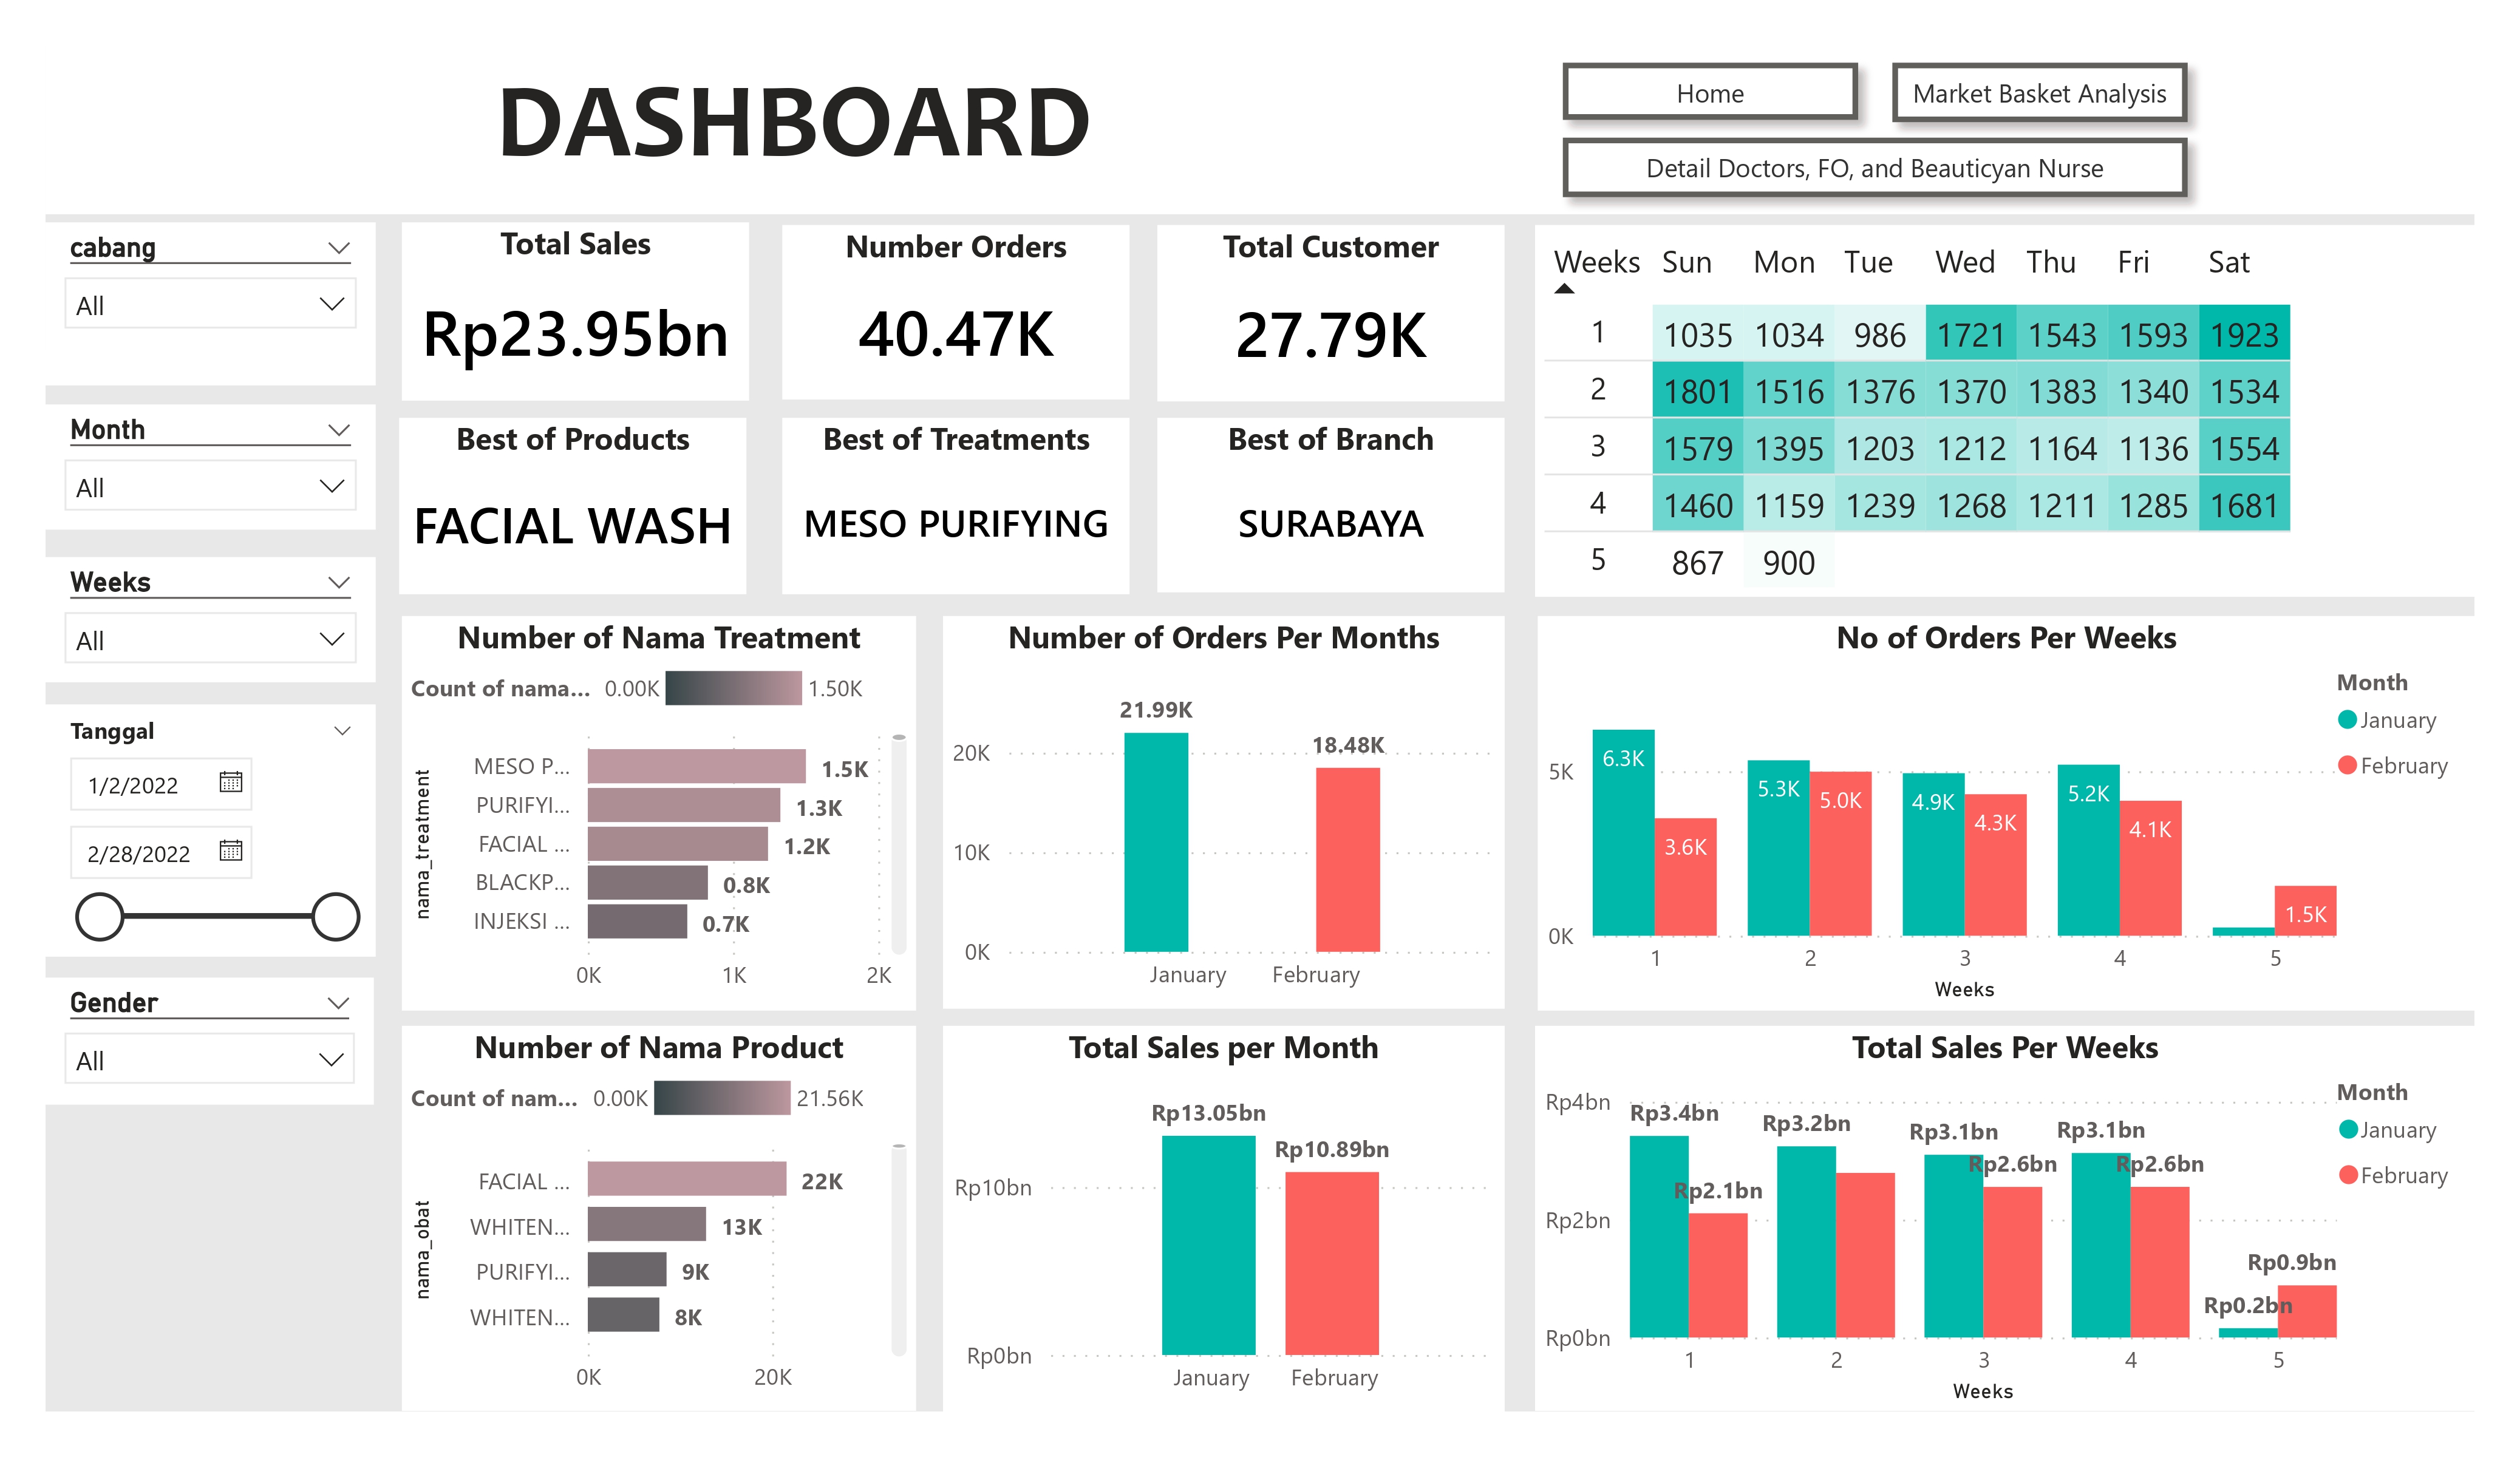 DASHBOARD
Home
Market Basket Analysis
Detail Doctors, FO, and Beauticyan Nurse
cabang
All
Month
All
Weeks
All
Tanggal
1/2/2022
2/28/2022
Gender
All
Total Sales
Rp23.95bn
Number Orders
40.47K
Total Customer
27.79K
Best of Products
FACIAL WASH
Best of Treatments
MESO PURIFYING
Best of Branch
SURABAYA
Weeks Sun Mon Tue Wed Thu Fri Sat
1 1035 1034 986 1721 1543 1593 1923
2 1801 1516 1376 1370 1383 1340 1534
3 1579 1395 1203 1212 1164 1136 1554
4 1460 1159 1239 1268 1211 1285 1681
5 867 900
Number of Nama Treatment
Count of nama... 0.00K 1.50K
nama_treatment
MESO P... 1.5K
PURIFYI... 1.3K
FACIAL ... 1.2K
BLACKP... 0.8K
INJEKSI ... 0.7K
0K 1K 2K
Number of Orders Per Months
21.99K
18.48K
20K
10K
0K
January February
No of Orders Per Weeks
Month
January
February
5K
0K
6.3K 3.6K
5.3K 5.0K
4.9K 4.3K
5.2K 4.1K
1.5K
1 2 3 4 5
Weeks
Number of Nama Product
Count of nam... 0.00K 21.56K
nama_obat
FACIAL ... 22K
WHITEN... 13K
PURIFYI... 9K
WHITEN... 8K
0K 20K
Total Sales per Month
Rp13.05bn
Rp10.89bn
Rp10bn
Rp0bn
January February
Total Sales Per Weeks
Month
January
February
Rp4bn
Rp2bn
Rp0bn
Rp3.4bn Rp2.1bn
Rp3.2bn
Rp3.1bn Rp2.6bn
Rp3.1bn Rp2.6bn
Rp0.2bn Rp0.9bn
1 2 3 4 5
Weeks